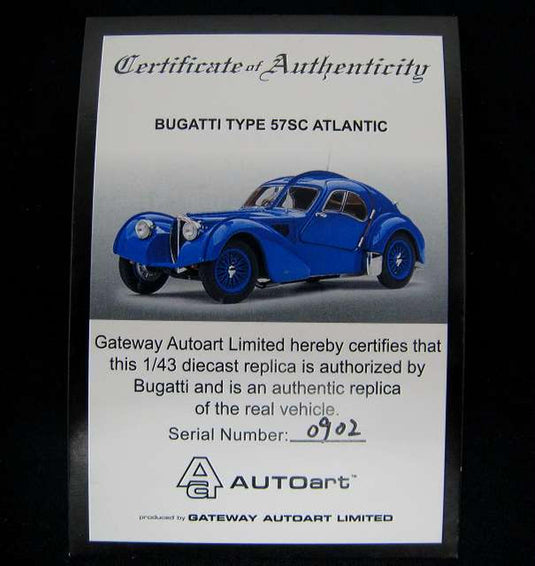 Certificate of Authenticity
BUGATTI TYPE 57SC ATLANTIC
Gateway Autoart Limited hereby certifies that
this 1/43 diecast replica is authorized by
Bugatti and is an authentic replica
of the real vehicle.
Serial Number: 0902
AUTOart™
produced by GATEWAY AUTOART LIMITED